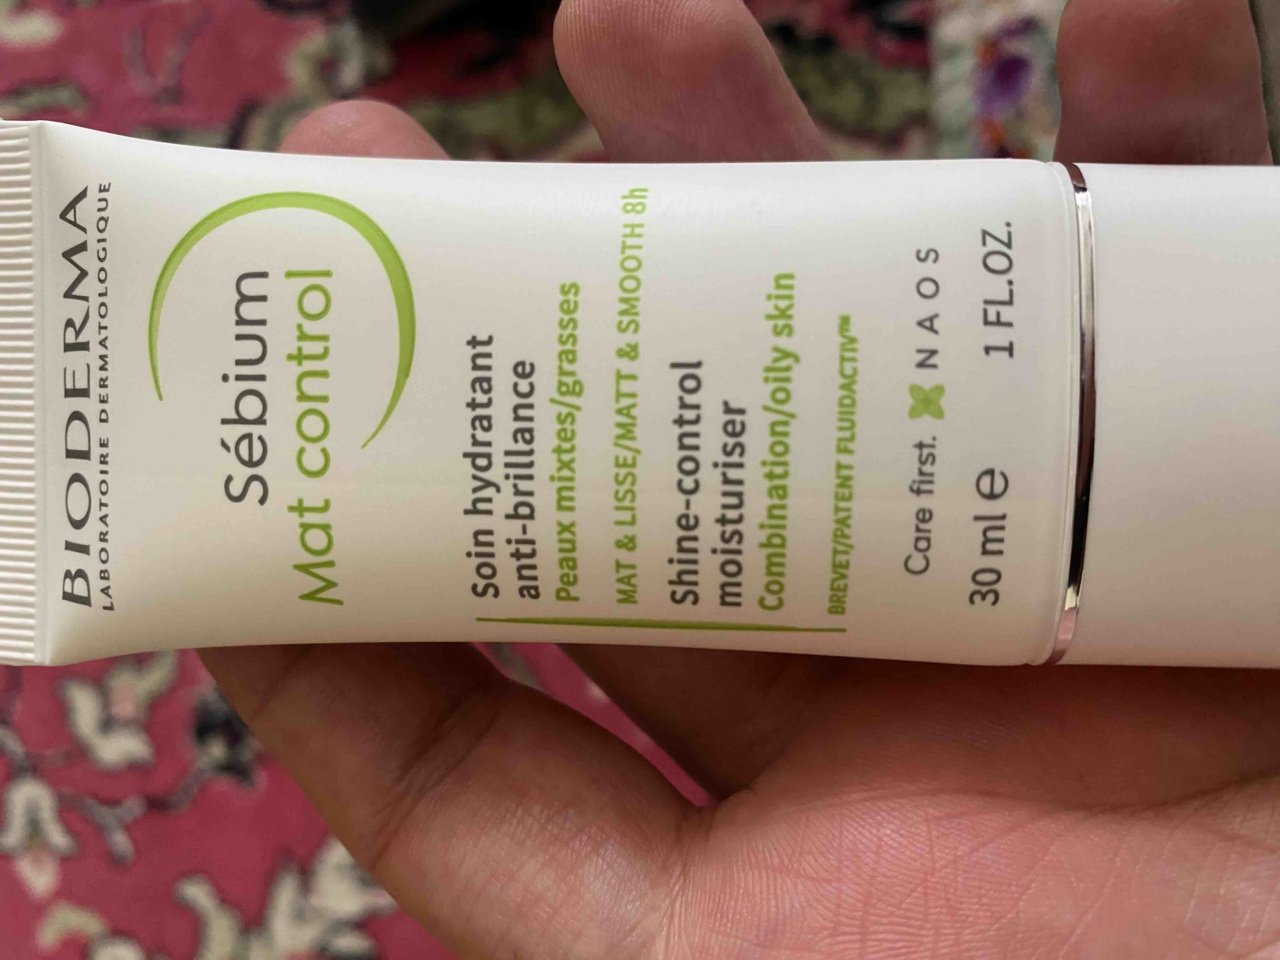 BIODERMA
LABORATOIRE DERMATOLOGIQUE
Sébium
Mat control
Soin hydratant
anti-brillance
Peaux mixtes/grasses
MAT & LISSE/MATT & SMOOTH 8h
Shine-control
moisturiser
Combination/oily skin
BREVET/PATENT FLUIDACTIV™
Care first. NAOS
30 ml e 1 FL.OZ.